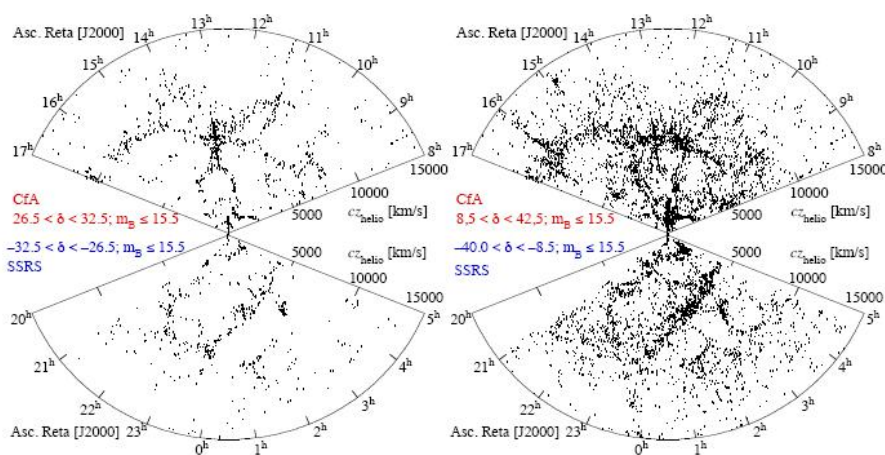 Asc. Reta [J2000]
13ʰ
12ʰ
14ʰ
11ʰ
15ʰ
10ʰ
16ʰ
9ʰ
17ʰ
8ʰ
15000
10000
5000
cz_helio [km/s]
CfA
26.5 < δ < 32.5; m_B ≤ 15.5
–32.5 < δ < –26.5; m_B ≤ 15.5
SSRS
cz_helio [km/s]
5000
10000
15000
20ʰ
5ʰ
21ʰ
4ʰ
22ʰ
3ʰ
Asc. Reta [J2000] 23ʰ
2ʰ
0ʰ
1ʰ
Asc. Reta [J2000]
13ʰ
12ʰ
14ʰ
11ʰ
15ʰ
10ʰ
16ʰ
9ʰ
17ʰ
8ʰ
15000
10000
5000
cz_helio [km/s]
CfA
8,5 < δ < 42,5; m_B ≤ 15.5
–40.0 < δ < –8.5; m_B ≤ 15.5
SSRS
cz_helio [km/s]
5000
10000
15000
20ʰ
5ʰ
21ʰ
4ʰ
22ʰ
3ʰ
Asc. Reta [J2000] 23ʰ
2ʰ
0ʰ
1ʰ